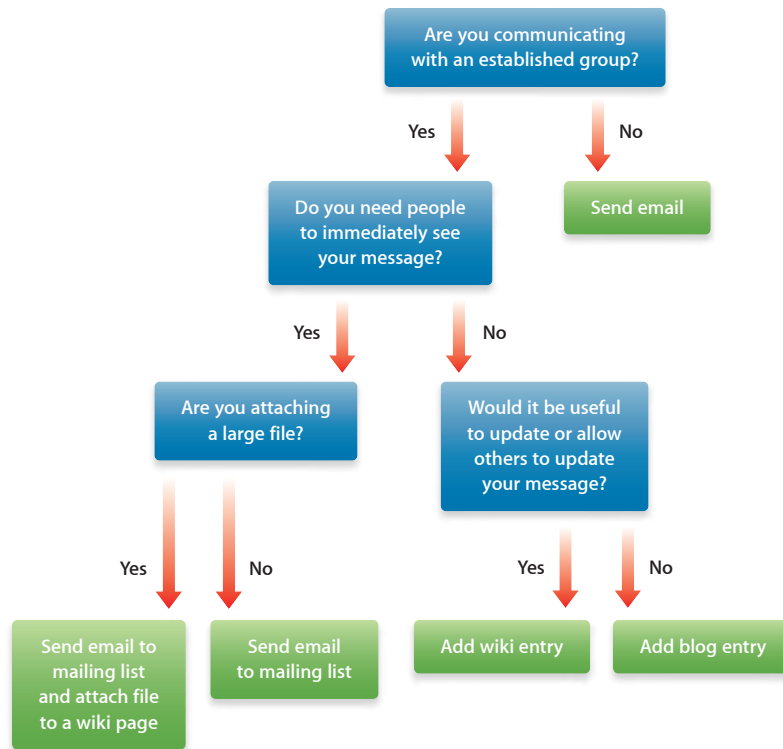 Are you communicating
with an established group?
Yes
No
Do you need people
to immediately see
your message?
Send email
Yes
No
Are you attaching
a large file?
Would it be useful
to update or allow
others to update
your message?
Yes
No
Yes
No
Send email to
mailing list
and attach file
to a wiki page
Send email
to mailing list
Add wiki entry
Add blog entry